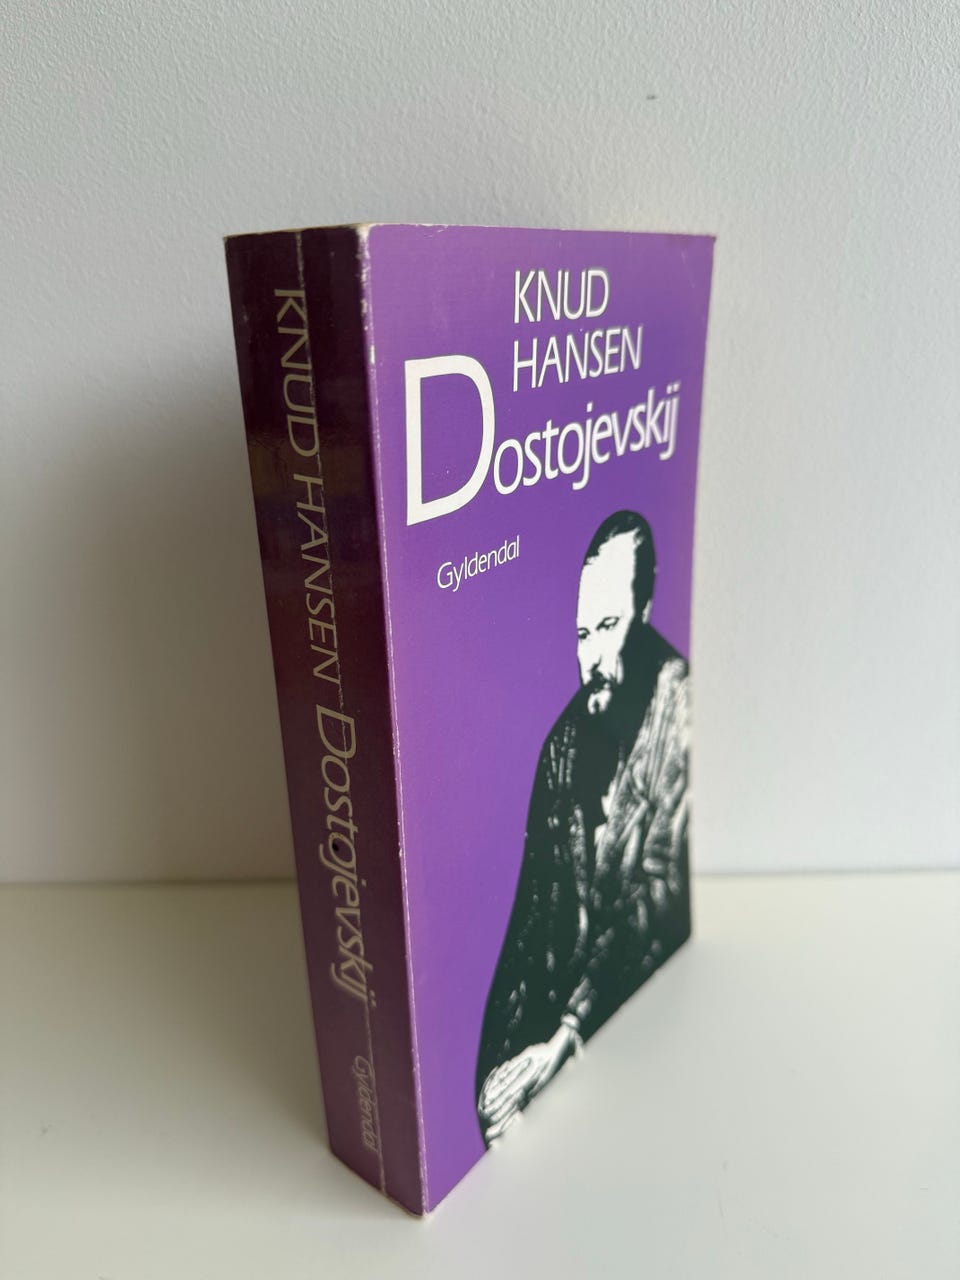 KNUD HANSEN Dostojevskij Gyldendal
KNUD
HANSEN
Dostojevskij
Gyldendal